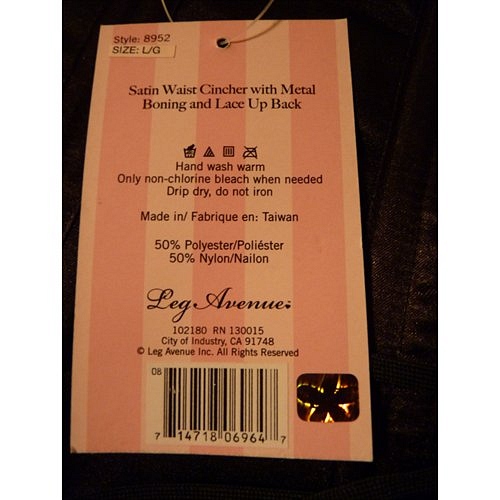 Style: 8952
SIZE: L/G
Satin Waist Cincher with Metal
Boning and Lace Up Back
Hand wash warm
Only non-chlorine bleach when needed
Drip dry, do not iron
Made in/ Fabrique en: Taiwan
50% Polyester/Poliéster
50% Nylon/Nailon
Leg Avenue
102180 RN 130015
City of Industry, CA 91748
© Leg Avenue Inc. All Rights Reserved
08
7 14718 06964 7